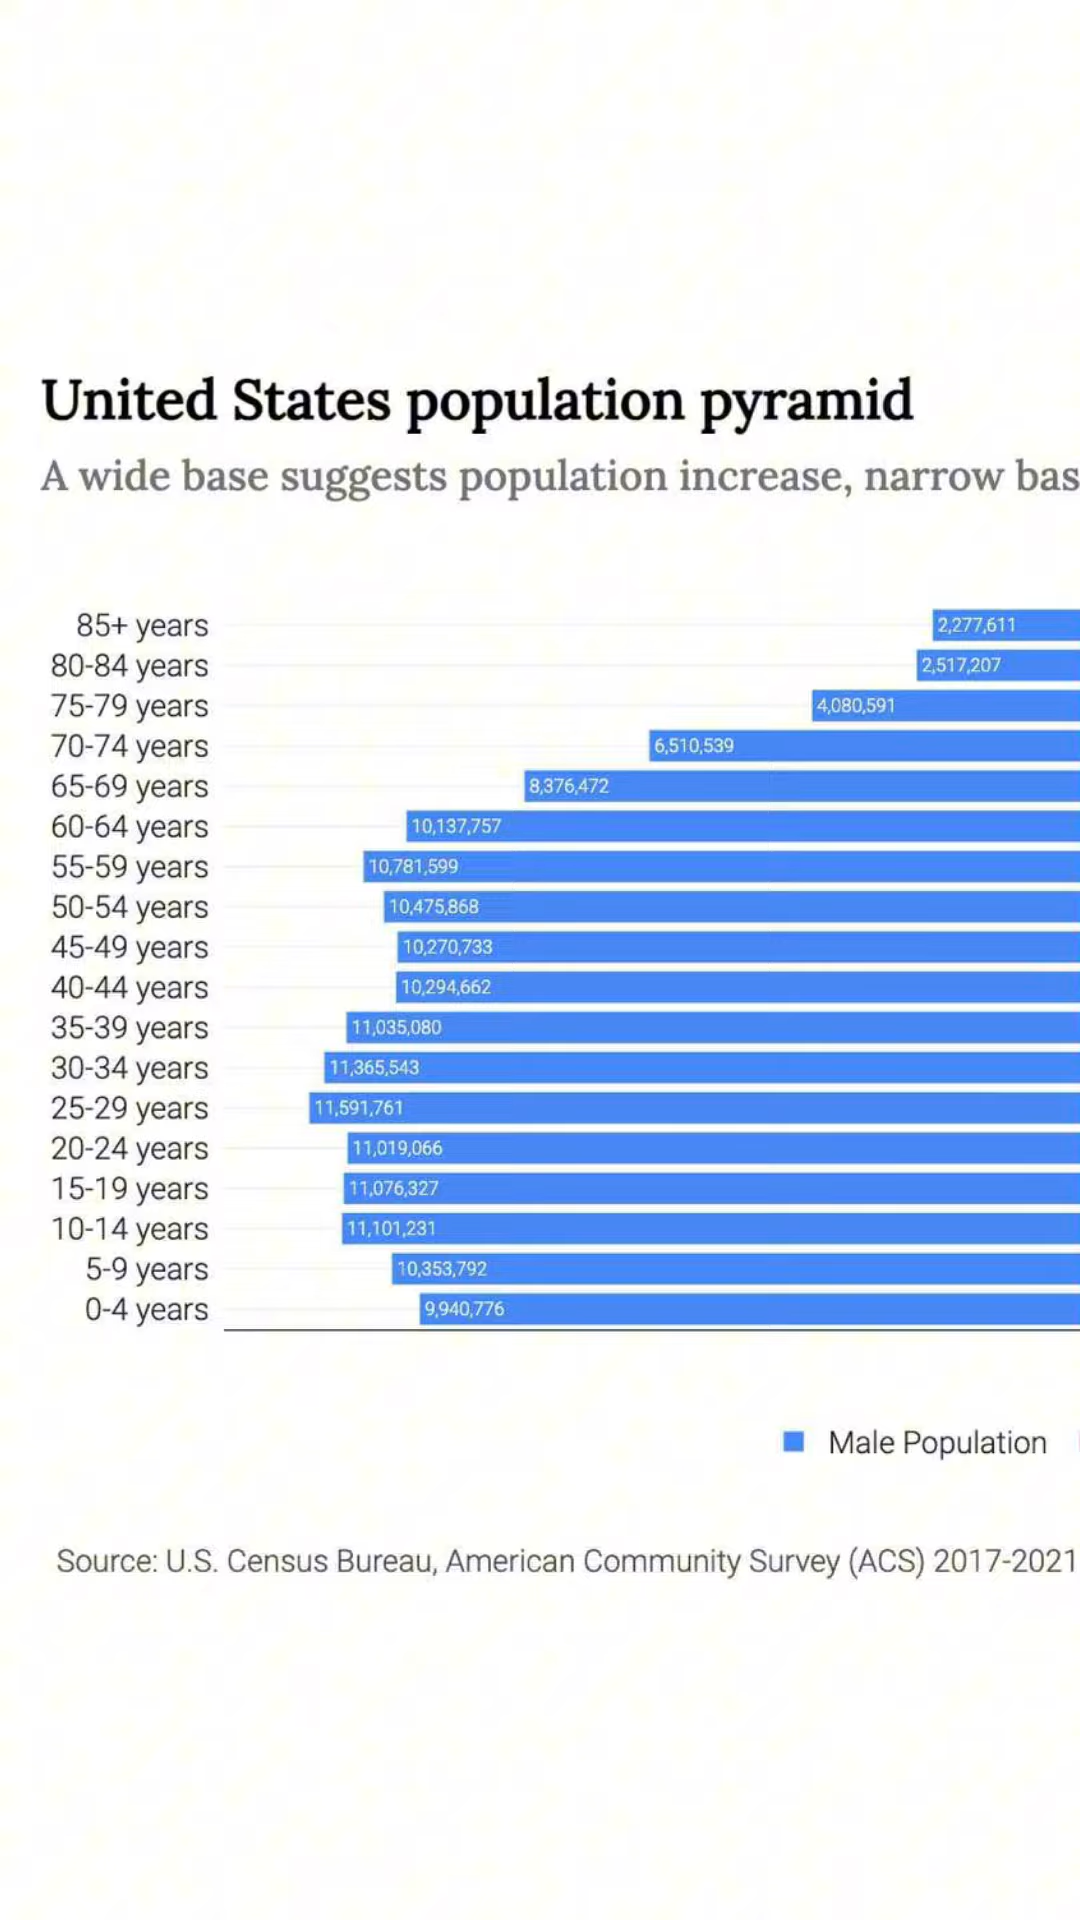 United States population pyramid
A wide base suggests population increase, narrow bas
85+ years 2,277,611
80-84 years 2,517,207
75-79 years 4,080,591
70-74 years 6,510,539
65-69 years 8,376,472
60-64 years 10,137,757
55-59 years 10,781,599
50-54 years 10,475,868
45-49 years 10,270,733
40-44 years 10,294,662
35-39 years 11,035,080
30-34 years 11,365,543
25-29 years 11,591,761
20-24 years 11,019,066
15-19 years 11,076,327
10-14 years 11,101,231
5-9 years 10,353,792
0-4 years 9,940,776
Male Population
Source: U.S. Census Bureau, American Community Survey (ACS) 2017-2021